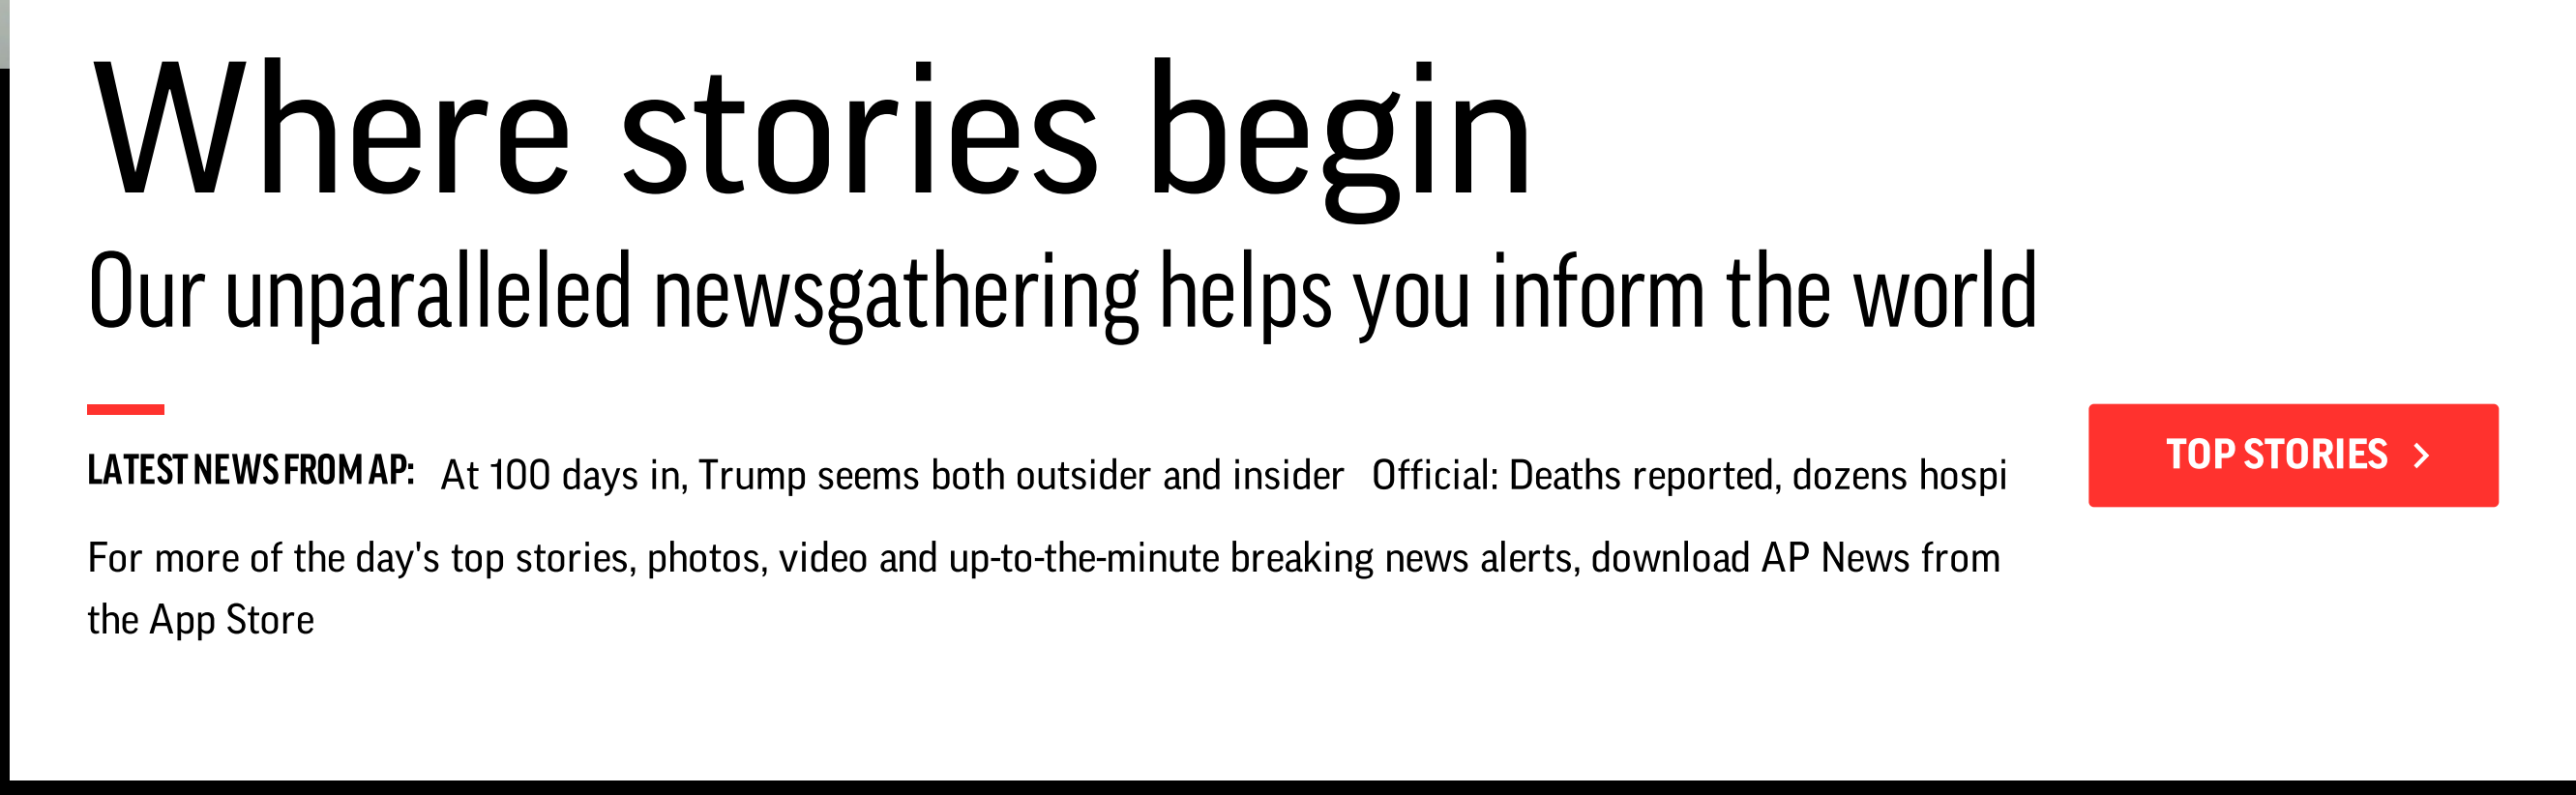 Where stories begin
Our unparalleled newsgathering helps you inform the world
LATEST NEWS FROM AP: At 100 days in, Trump seems both outsider and insider Official: Deaths reported, dozens hospi
TOP STORIES
For more of the day's top stories, photos, video and up-to-the-minute breaking news alerts, download AP News from
the App Store